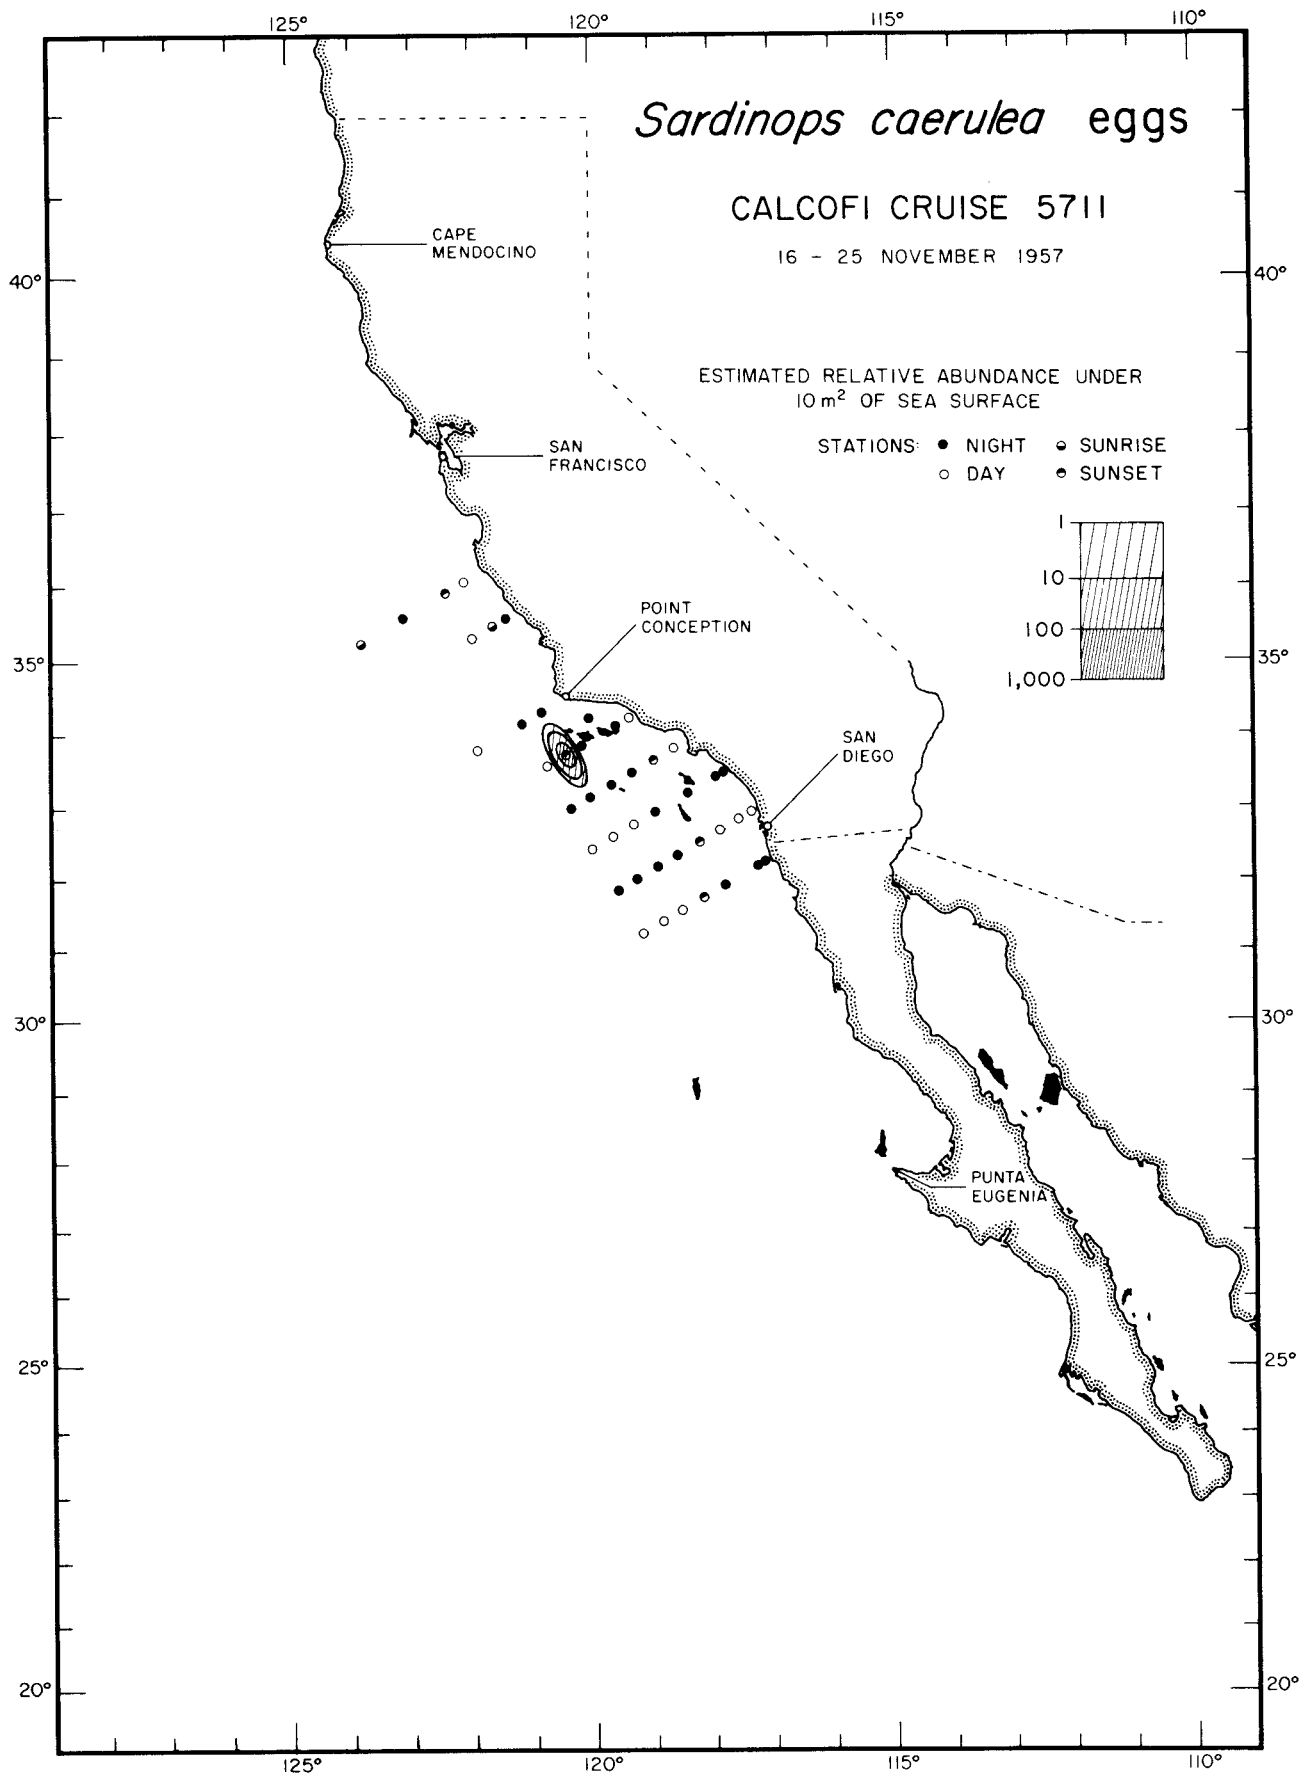 125° 120° 115° 110°
Sardinops caerulea eggs
CALCOFI CRUISE 5711
16 - 25 NOVEMBER 1957
CAPE
MENDOCINO
40° 40°
ESTIMATED RELATIVE ABUNDANCE UNDER
10 m² OF SEA SURFACE
STATIONS: ● NIGHT ◒ SUNRISE
○ DAY ◓ SUNSET
SAN
FRANCISCO
1
10
100
1,000
POINT
CONCEPTION
35° 35°
SAN
DIEGO
30° 30°
PUNTA
EUGENIA
25° 25°
20° 20°
125° 120° 115° 110°